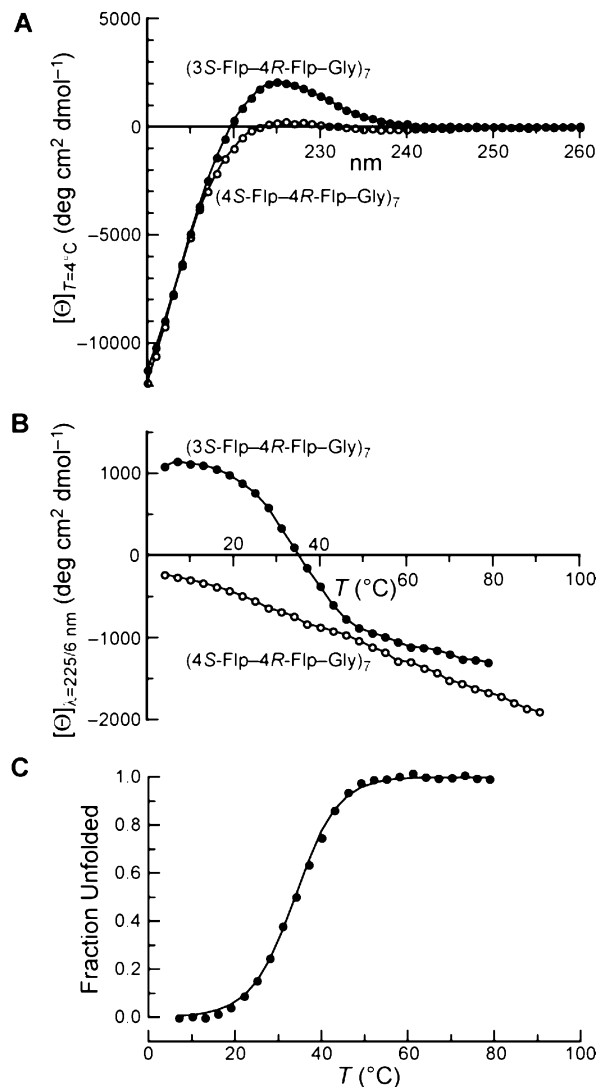 A
5000
0
−5000
−10000
[Θ]T=4°C (deg cm² dmol⁻¹)
(3S-Flp–4R-Flp–Gly)₇
230
240
250
260
nm
(4S-Flp–4R-Flp–Gly)₇
B
1000
0
−1000
−2000
[Θ]λ=225/6 nm (deg cm² dmol⁻¹)
(3S-Flp–4R-Flp–Gly)₇
20
40
60
80
100
T (°C)
(4S-Flp–4R-Flp–Gly)₇
C
1.0
0.8
0.6
0.4
0.2
0.0
Fraction Unfolded
0
20
40
60
80
100
T (°C)